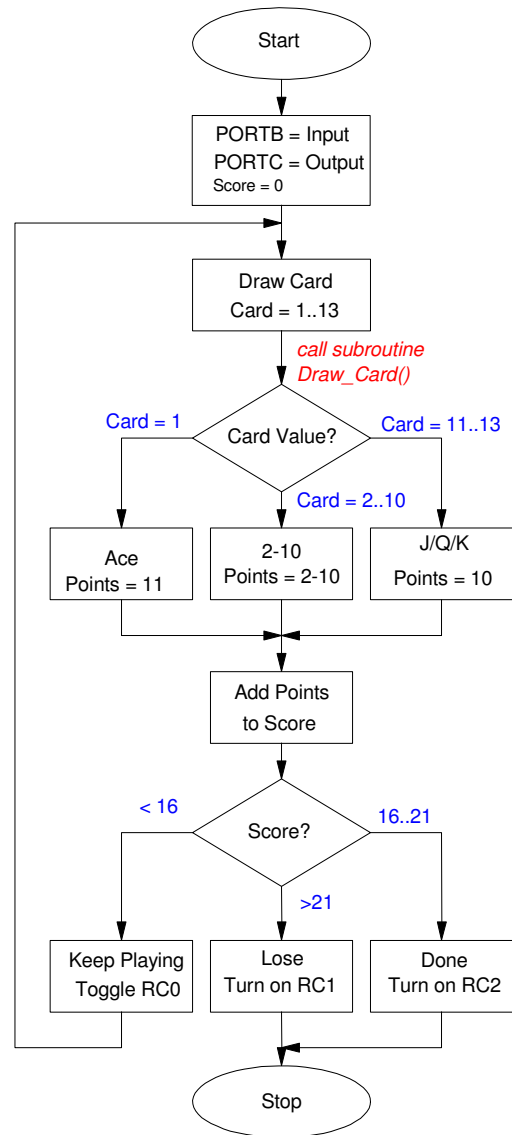 Start
PORTB = Input
PORTC = Output
Score = 0
Draw Card
Card = 1..13
call subroutine
Draw_Card()
Card = 1
Card Value?
Card = 11..13
Card = 2..10
Ace
Points = 11
2-10
Points = 2-10
J/Q/K
Points = 10
Add Points
to Score
< 16
Score?
16..21
>21
Keep Playing
Toggle RC0
Lose
Turn on RC1
Done
Turn on RC2
Stop